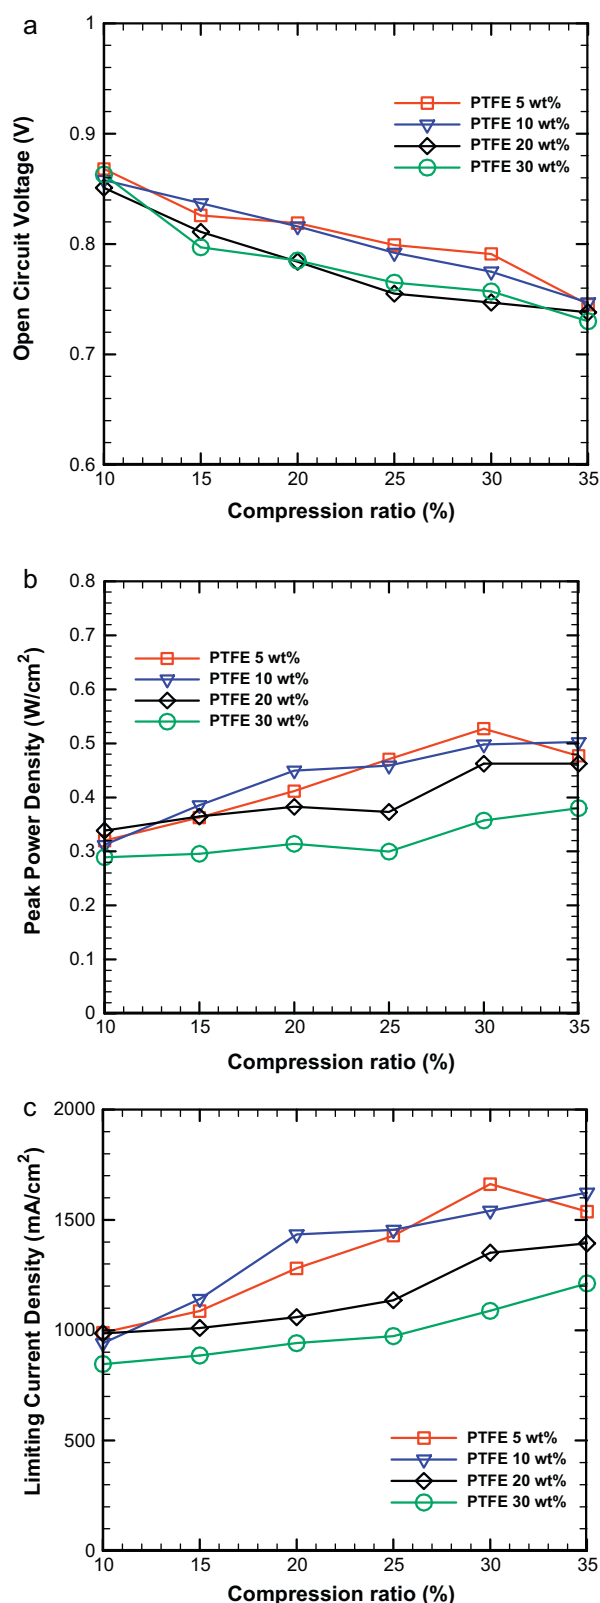 a
1
0.9
0.8
0.7
0.6
Open Circuit Voltage (V)
PTFE 5 wt%
PTFE 10 wt%
PTFE 20 wt%
PTFE 30 wt%
10 15 20 25 30 35
Compression ratio (%)
b
0.8
0.7
0.6
0.5
0.4
0.3
0.2
0.1
0
Peak Power Density (W/cm²)
PTFE 5 wt%
PTFE 10 wt%
PTFE 20 wt%
PTFE 30 wt%
10 15 20 25 30 35
Compression ratio (%)
c
2000
1500
1000
500
0
Limiting Current Density (mA/cm²)
PTFE 5 wt%
PTFE 10 wt%
PTFE 20 wt%
PTFE 30 wt%
10 15 20 25 30 35
Compression ratio (%)